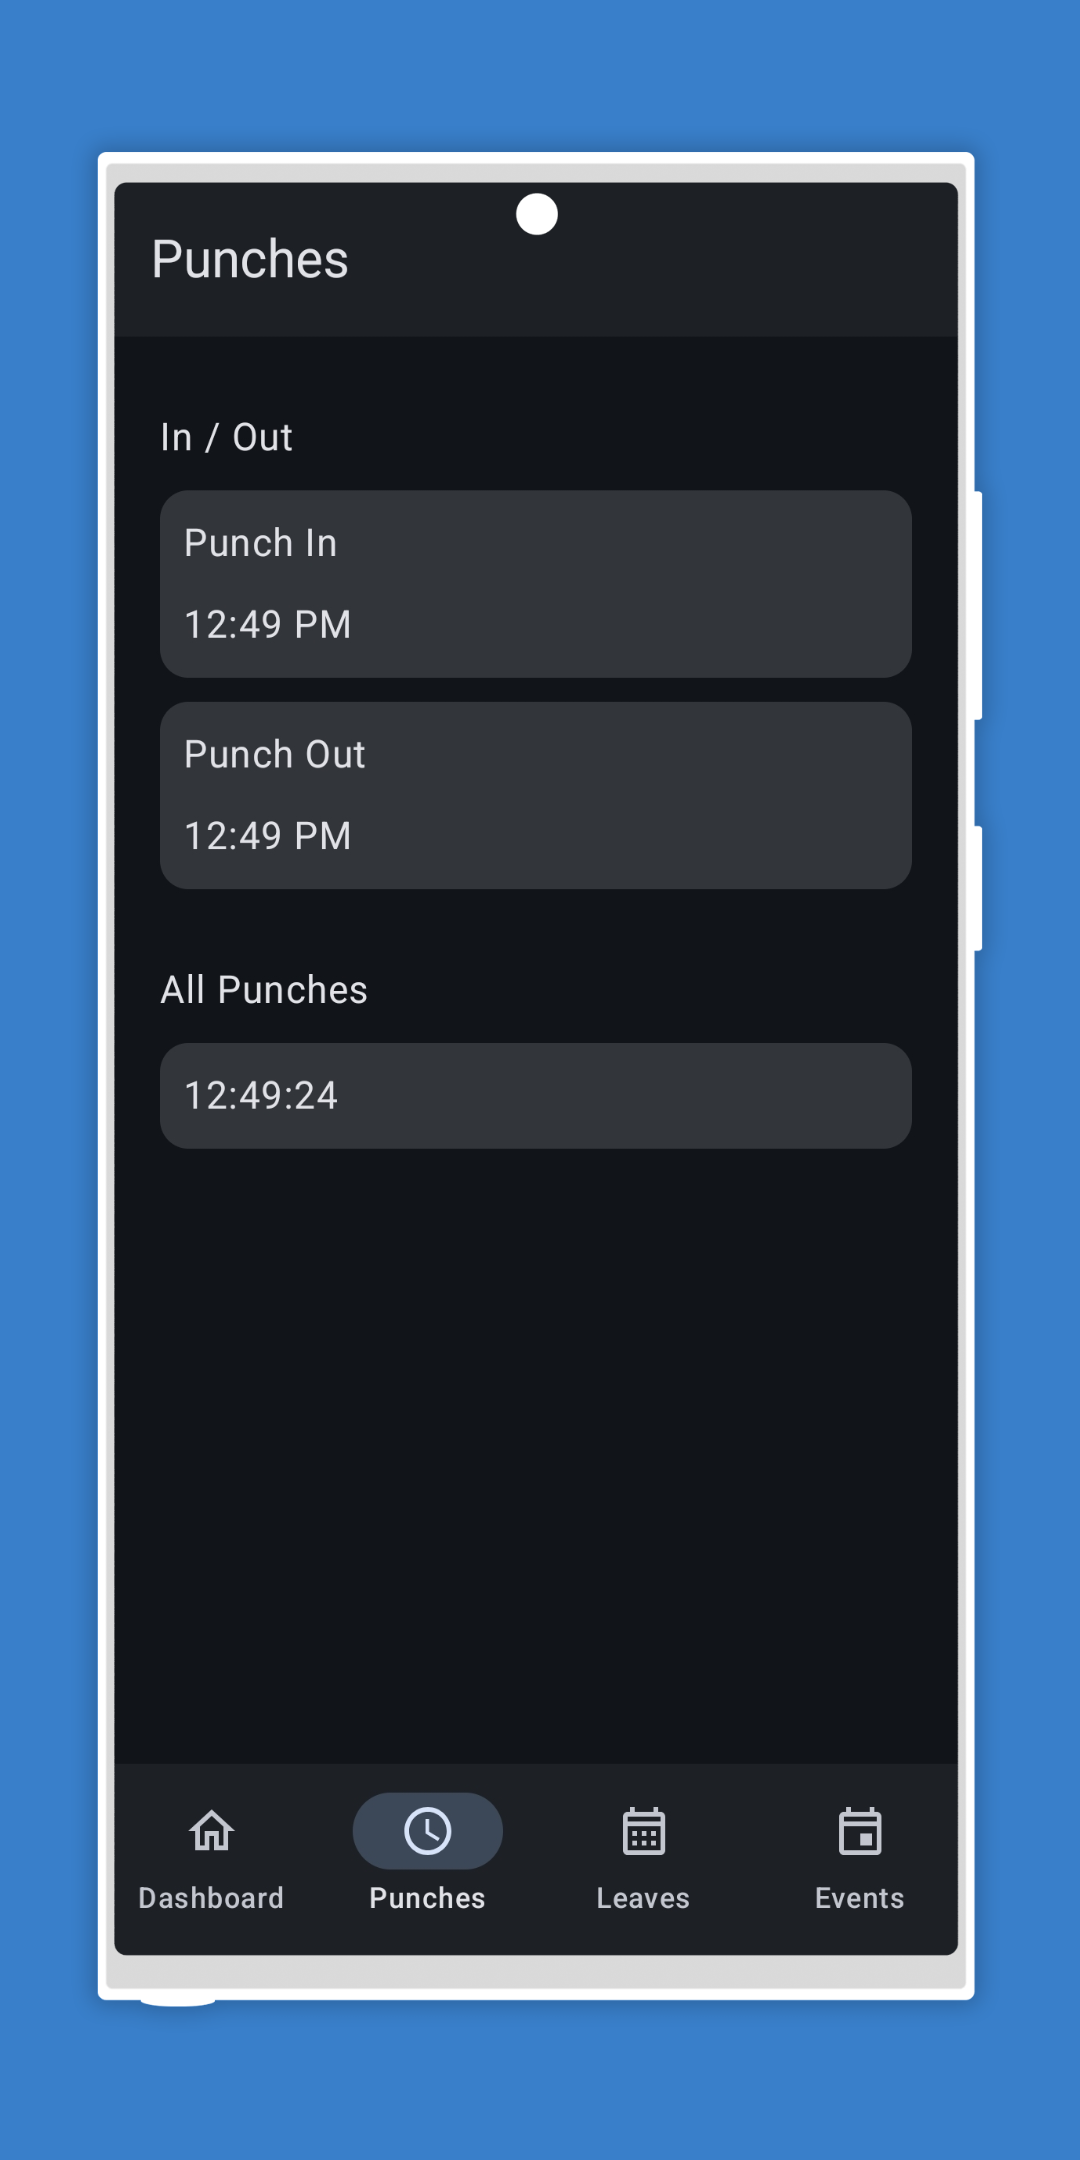 Punches
In / Out
Punch In
12:49 PM
Punch Out
12:49 PM
All Punches
12:49:24
Dashboard
Punches
Leaves
Events